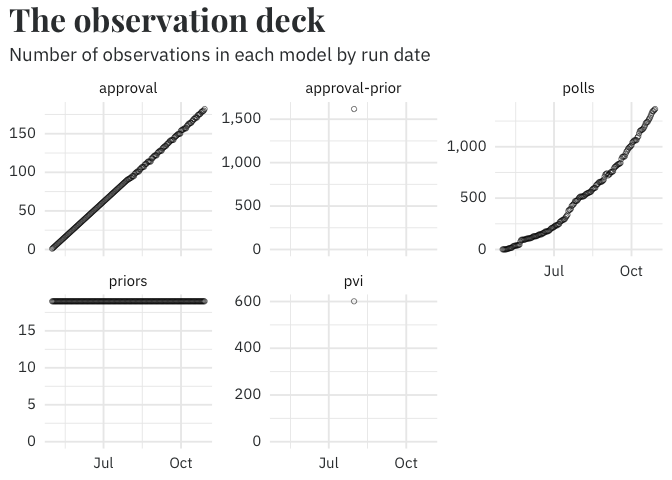 The observation deck
Number of observations in each model by run date
approval
approval-prior
polls
150
100
50
0
1,500
1,000
500
0
1,000
500
0
Jul
Oct
priors
pvi
15
10
5
0
600
400
200
0
Jul
Oct
Jul
Oct